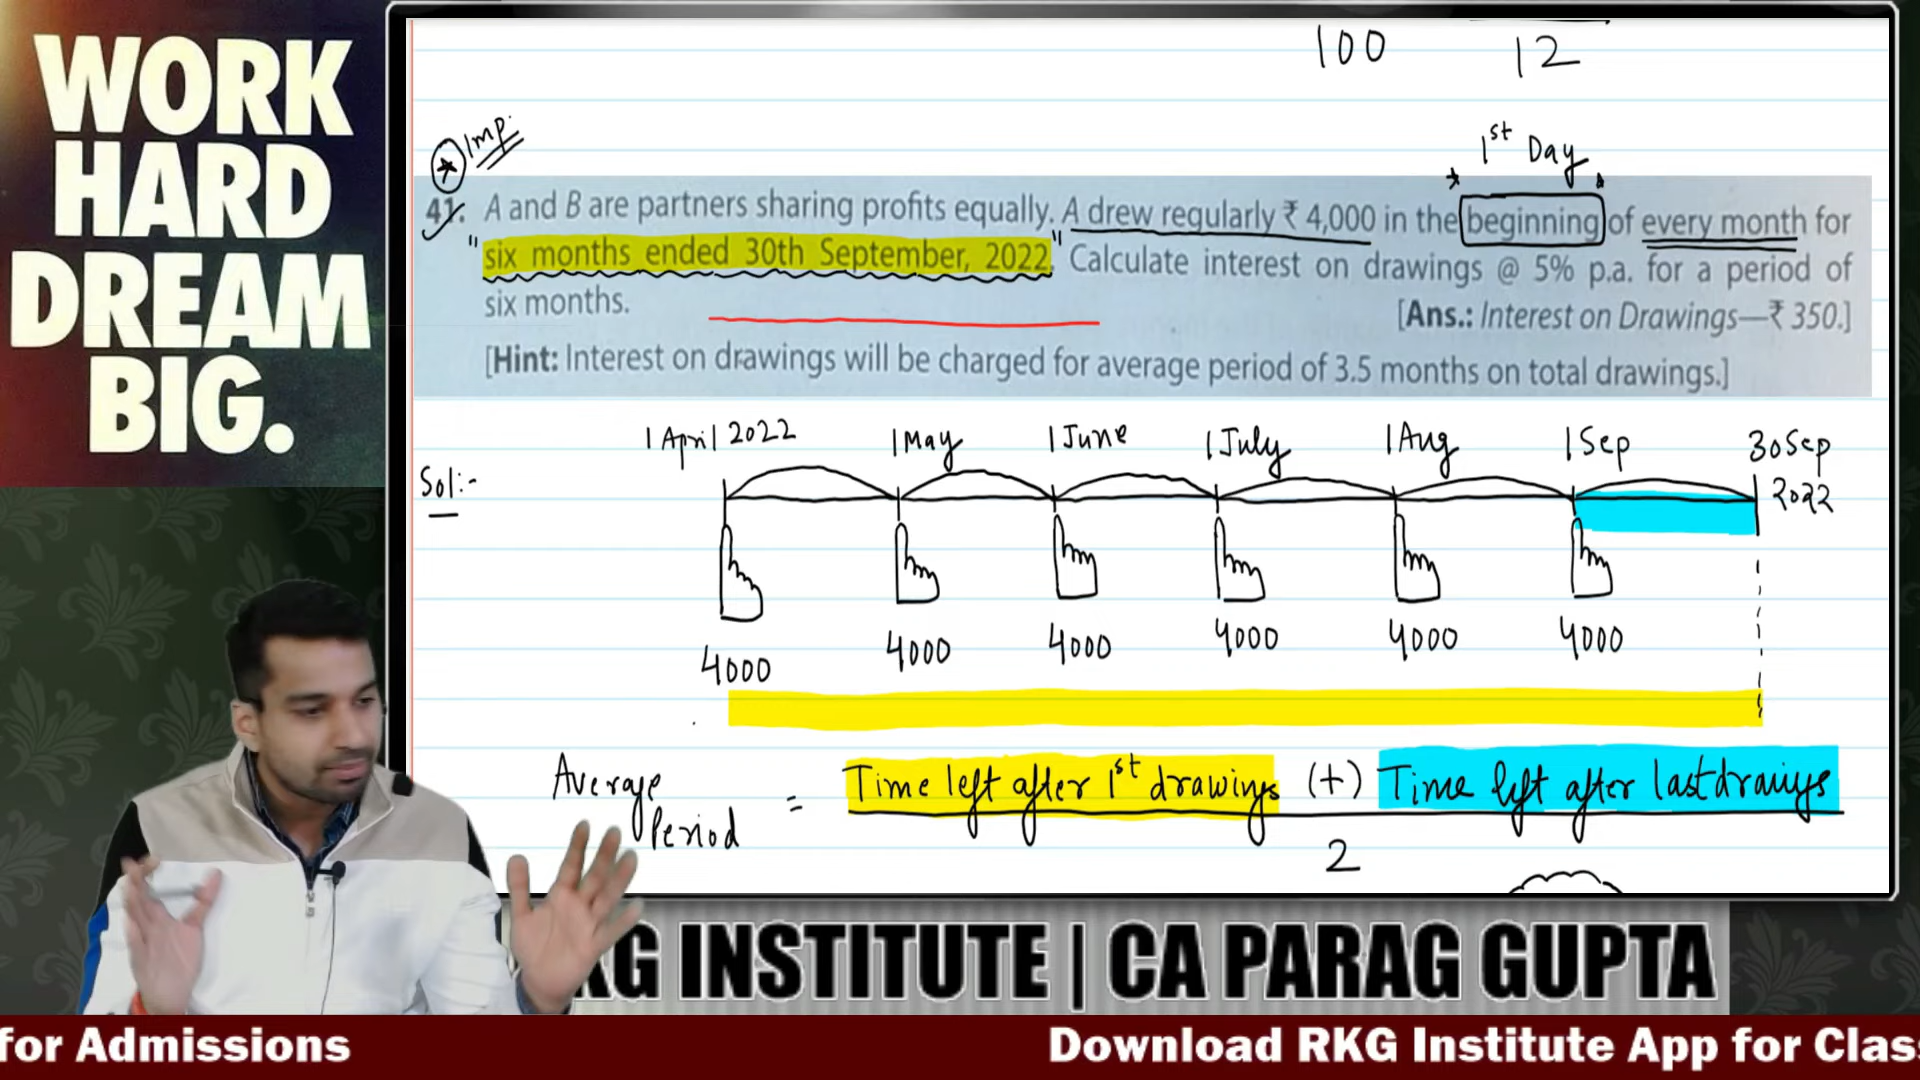 WORK
HARD
DREAM
BIG.
100 12
Imp.
1st Day
41. A and B are partners sharing profits equally. A drew regularly ₹ 4,000 in the beginning of every month for
"six months ended 30th September, 2022." Calculate interest on drawings @ 5% p.a. for a period of
six months. [Ans.: Interest on Drawings—₹ 350.]
[Hint: Interest on drawings will be charged for average period of 3.5 months on total drawings.]
1 April 2022 1 May 1 June 1 July 1 Aug 1 Sep 30 Sep
2022
Sol:-
4000 4000 4000 4000 4000 4000
Average Period = Time left after 1st drawings (+) Time left after last drawings
2
KG INSTITUTE | CA PARAG GUPTA
for Admissions Download RKG Institute App for Clas